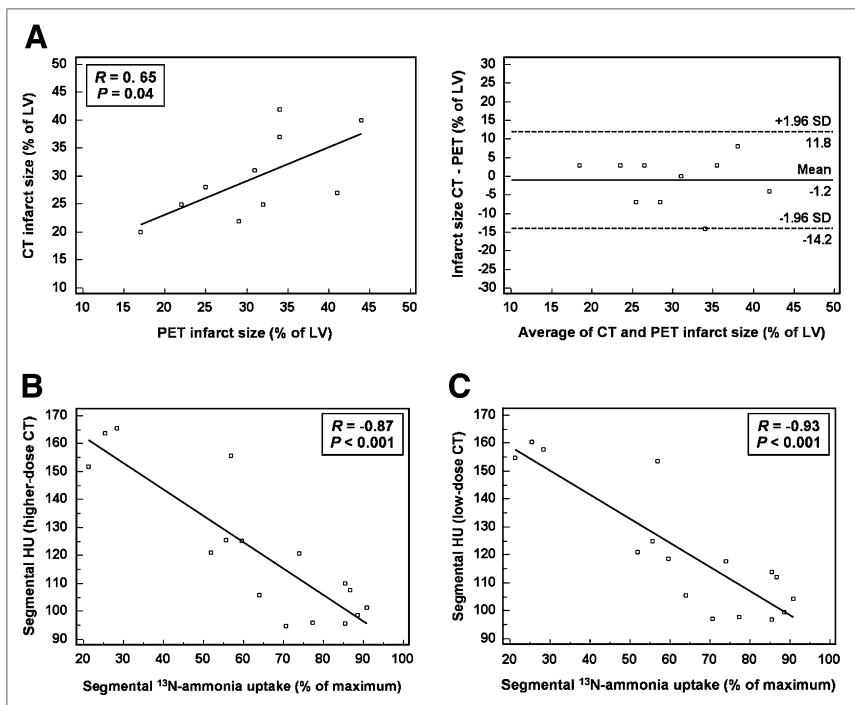 A
R = 0. 65
P = 0.04
CT infarct size (% of LV)
50
45
40
35
30
25
20
15
10
10 15 20 25 30 35 40 45 50
PET infarct size (% of LV)
Infarct size CT - PET (% of LV)
30
25
20
15
10
5
0
-5
-10
-15
-20
-25
-30
+1.96 SD
11.8
Mean
-1.2
-1.96 SD
-14.2
10 15 20 25 30 35 40 45 50
Average of CT and PET infarct size (% of LV)
B
R = -0.87
P < 0.001
Segmental HU (higher-dose CT)
170
160
150
140
130
120
110
100
90
20 30 40 50 60 70 80 90 100
Segmental ¹³N-ammonia uptake (% of maximum)
C
R = -0.93
P < 0.001
Segmental HU (low-dose CT)
170
160
150
140
130
120
110
100
90
20 30 40 50 60 70 80 90 100
Segmental ¹³N-ammonia uptake (% of maximum)